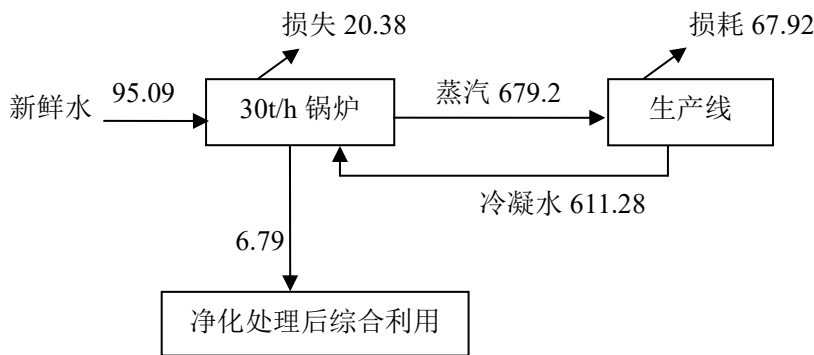 损失 20.38
损耗 67.92
新鲜水
95.09
30t/h 锅炉
蒸汽 679.2
生产线
冷凝水 611.28
6.79
净化处理后综合利用